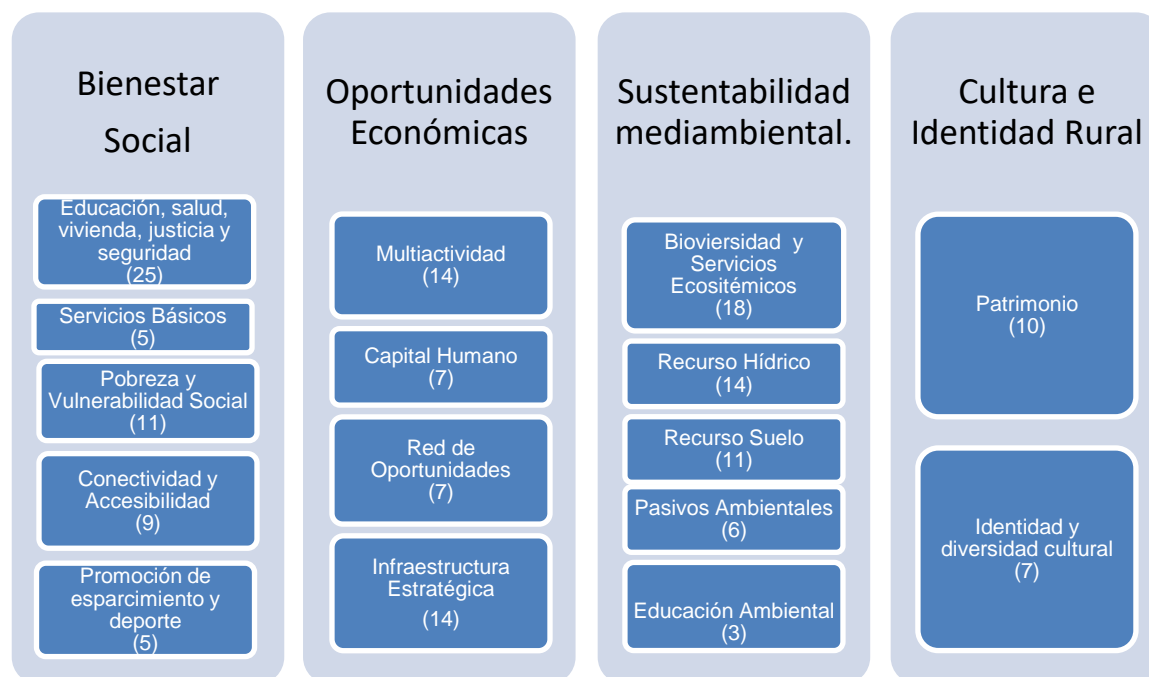 Bienestar
Social
Educación, salud,
vivienda, justicia y
seguridad
(25)
Servicios Básicos
(5)
Pobreza y
Vulnerabilidad Social
(11)
Conectividad y
Accesibilidad
(9)
Promoción de
esparcimiento y
deporte
(5)
Oportunidades
Económicas
Multiactividad
(14)
Capital Humano
(7)
Red de
Oportunidades
(7)
Infraestructura
Estratégica
(14)
Sustentabilidad
mediambiental.
Bioviersidad y
Servicios
Ecositémicos
(18)
Recurso Hídrico
(14)
Recurso Suelo
(11)
Pasivos Ambientales
(6)
Educación Ambiental
(3)
Cultura e
Identidad Rural
Patrimonio
(10)
Identidad y
diversidad cultural
(7)